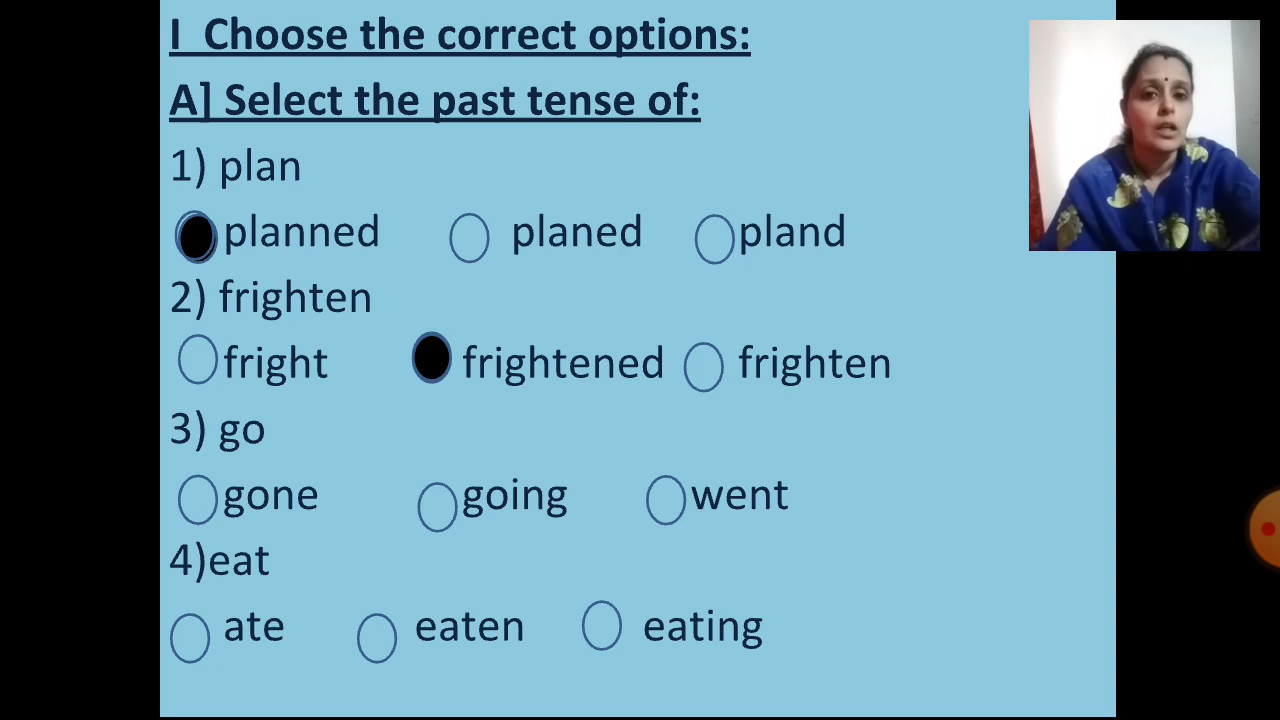 I  Choose the correct options:
A] Select the past tense of:
1) plan
planned planed pland
2) frighten
fright frightened frighten
3) go
gone going went
4)eat
ate eaten eating